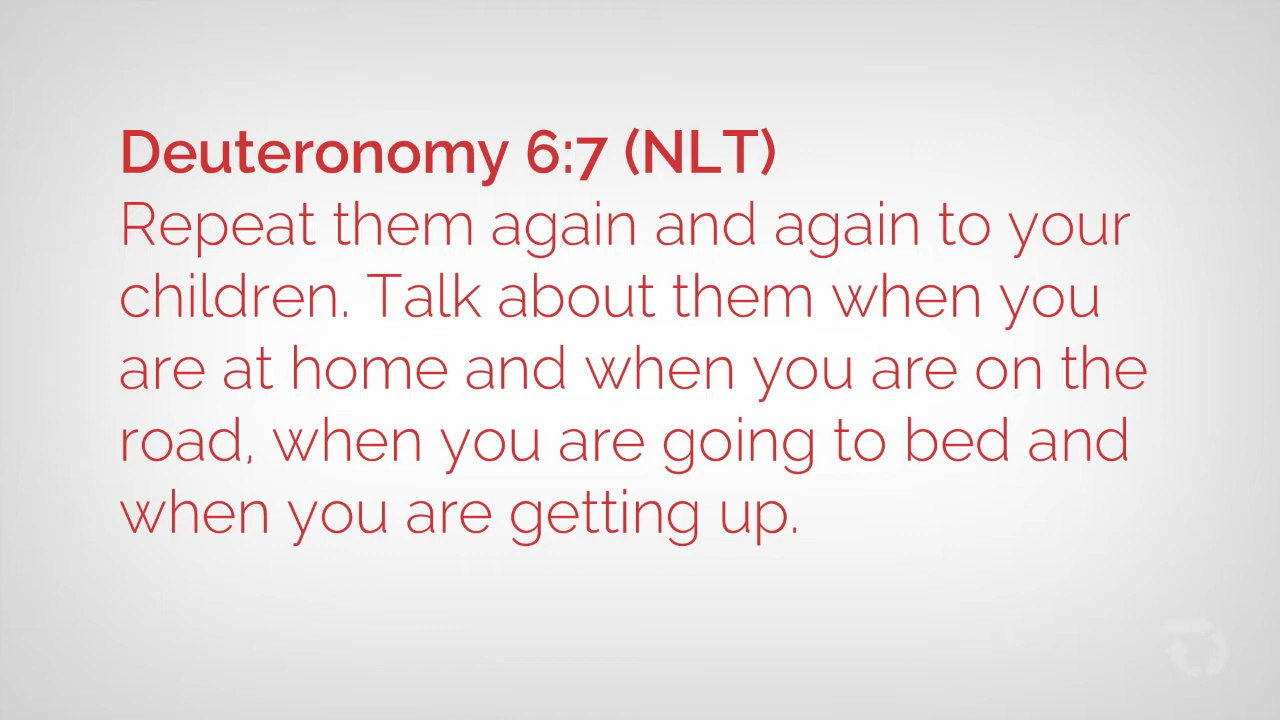 Deuteronomy 6:7 (NLT)
Repeat them again and again to your
children. Talk about them when you
are at home and when you are on the
road, when you are going to bed and
when you are getting up.